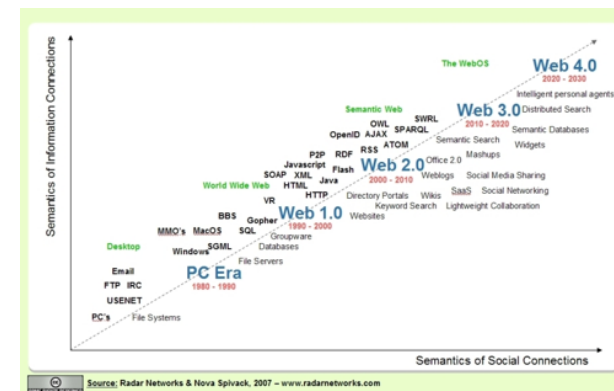 The WebOS
Web 4.0
2020 - 2030
Intelligent personal agents
Semantic Web
Web 3.0
Distributed Search
2010 - 2020
SWRL
OWL
SPARQL
OpenID
AJAX
Semantic Databases
Semantic Search
ATOM
Widgets
P2P
RDF
RSS
Mashups
Office 2.0
Javascript
Flash
Web 2.0
2000 - 2010
SOAP
XML
Java
Weblogs
Social Media Sharing
World Wide Web
HTML
HTTP
Directory Portals
Wikis
SaaS
Social Networking
VR
Keyword Search
Lightweight Collaboration
BBS
Gopher
Web 1.0
1990 - 2000
Websites
MMO's
MacOS
SQL
Groupware
Desktop
SGML
Databases
Windows
File Servers
Email
PC Era
1980 - 1990
FTP
IRC
USENET
PC's
File Systems
Semantics of Information Connections
Semantics of Social Connections
cc
Source: Radar Networks & Nova Spivack, 2007 – www.radarnetworks.com